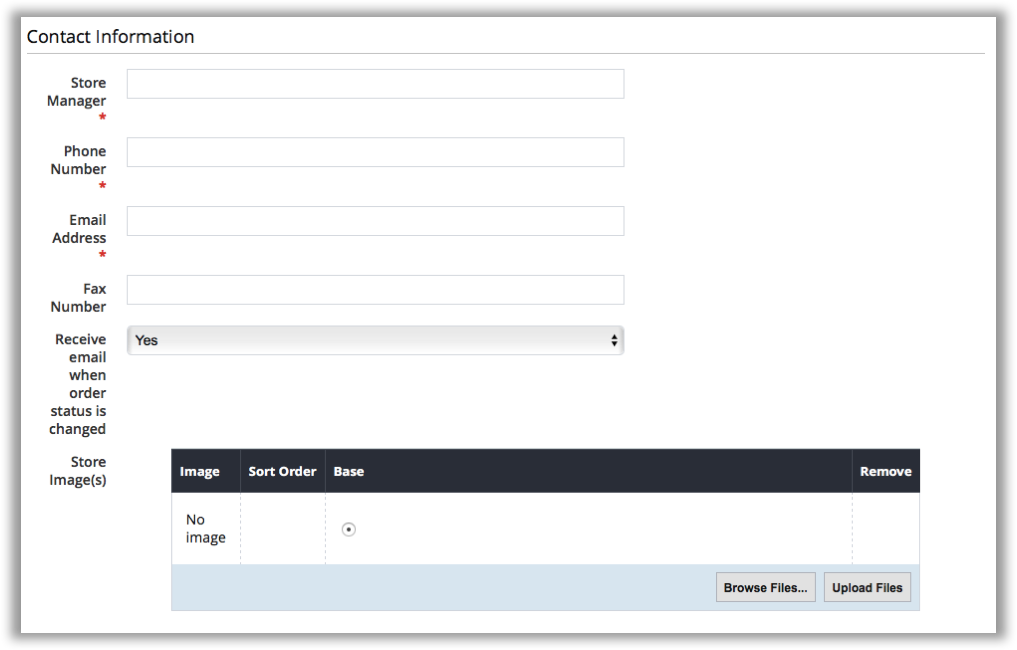 Contact Information
Store
Manager
*
Phone
Number
*
Email
Address
*
Fax
Number
Receive
email
when
order
status is
changed
Yes
Store
Image(s)
Image Sort Order Base Remove
No
image
Browse Files... Upload Files